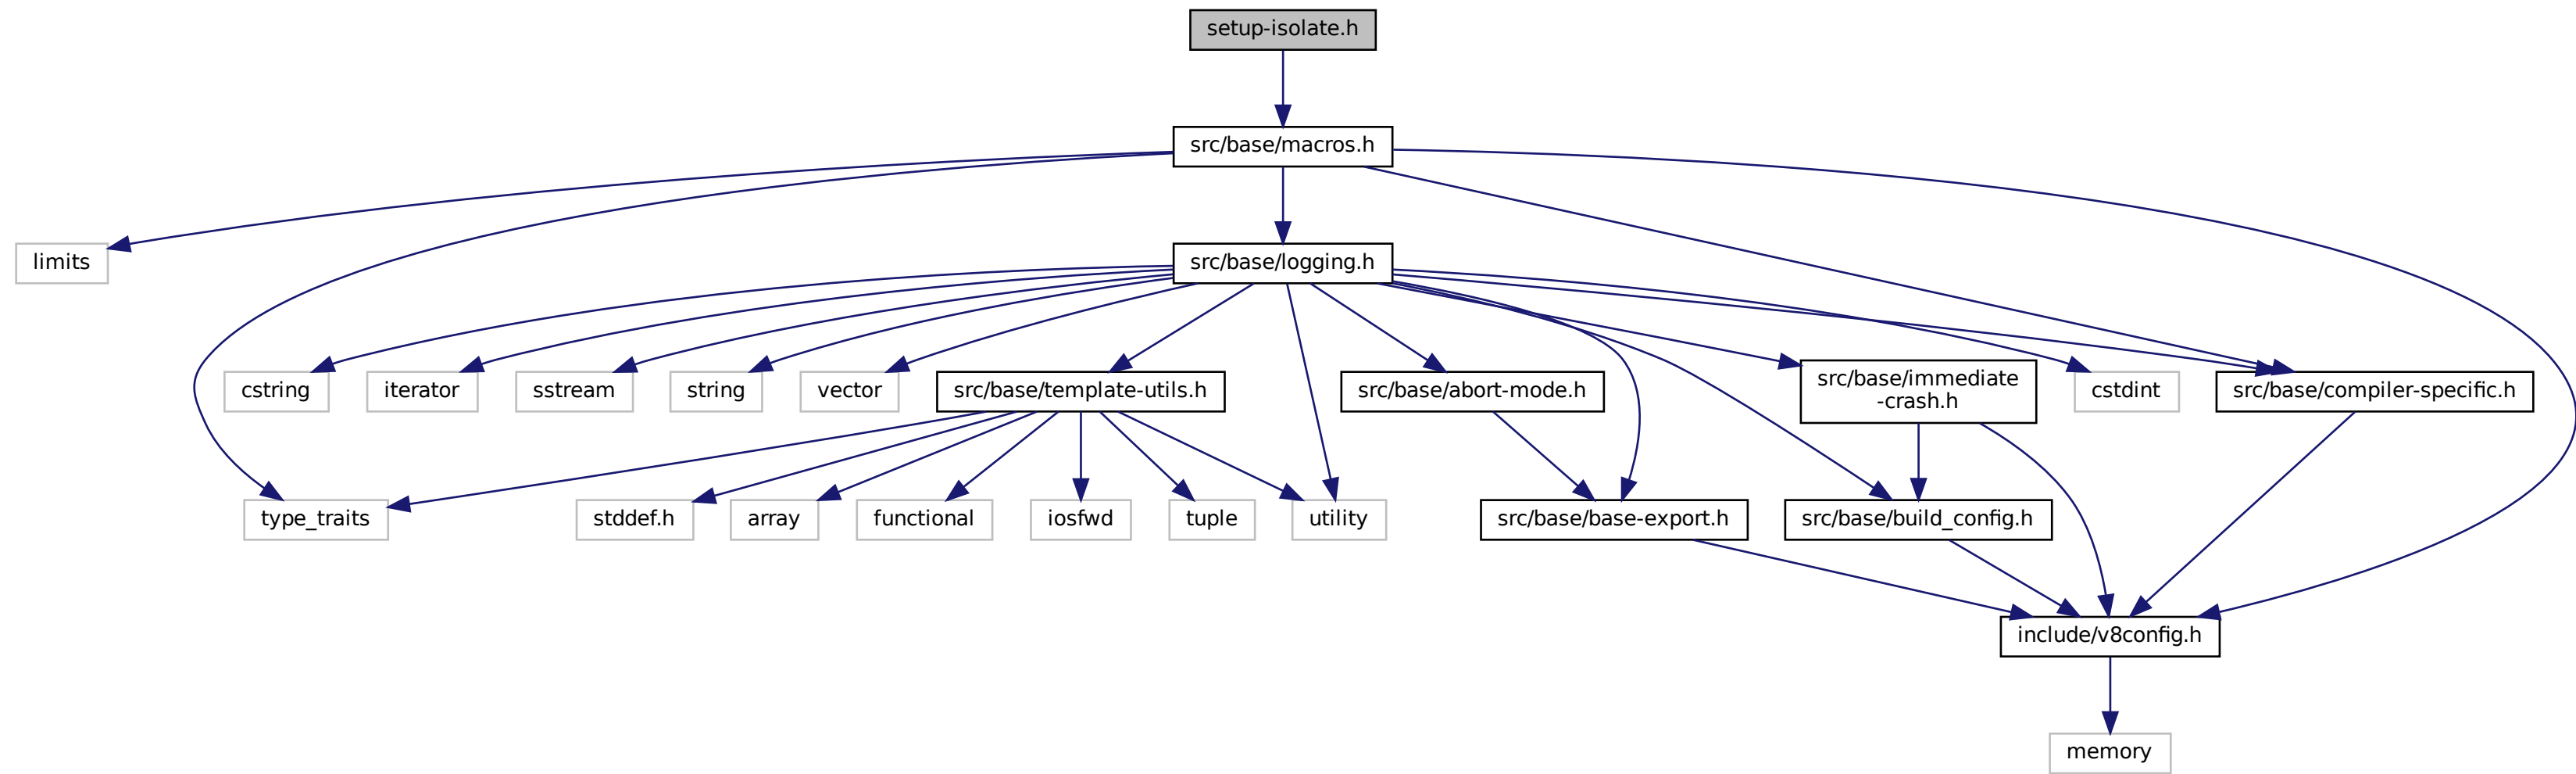 setup-isolate.h
src/base/macros.h
limits
src/base/logging.h
cstring
iterator
sstream
string
vector
src/base/template-utils.h
src/base/abort-mode.h
src/base/immediate
-crash.h
cstdint
src/base/compiler-specific.h
type_traits
stddef.h
array
functional
iosfwd
tuple
utility
src/base/base-export.h
src/base/build_config.h
include/v8config.h
memory